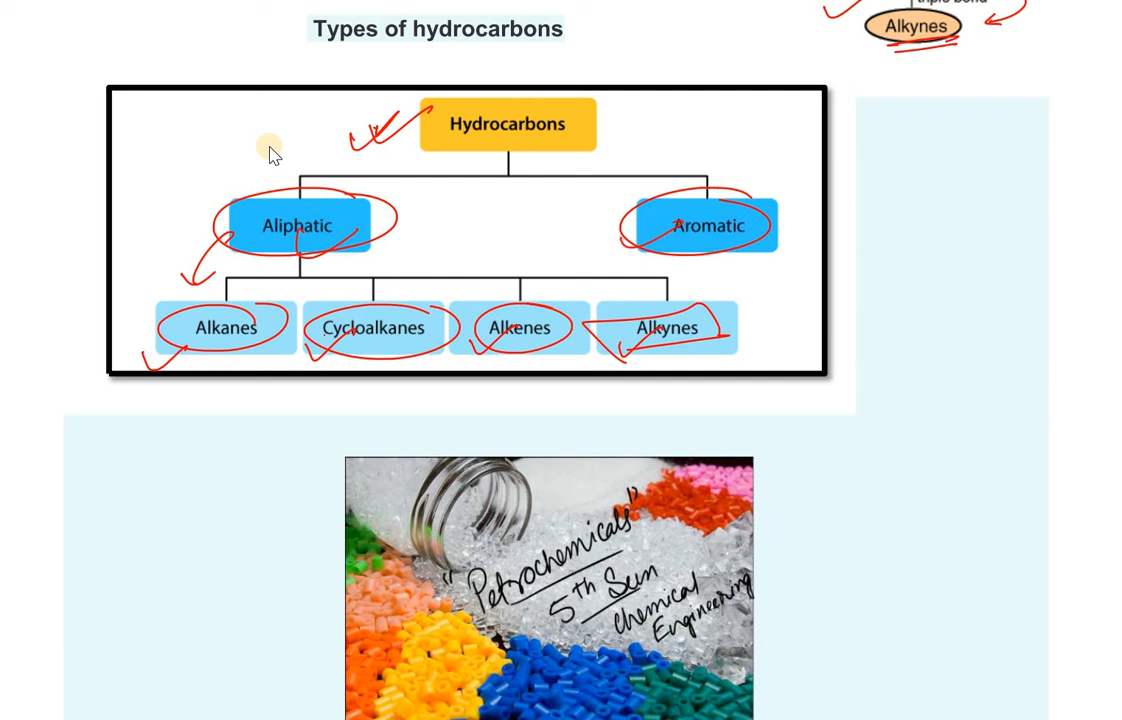 triple bond
Alkynes
Types of hydrocarbons
Hydrocarbons
Aliphatic
Aromatic
Alkanes
Cycloalkanes
Alkenes
Alkynes
"Petrochemicals"
5th Sem
Chemical
Engineering